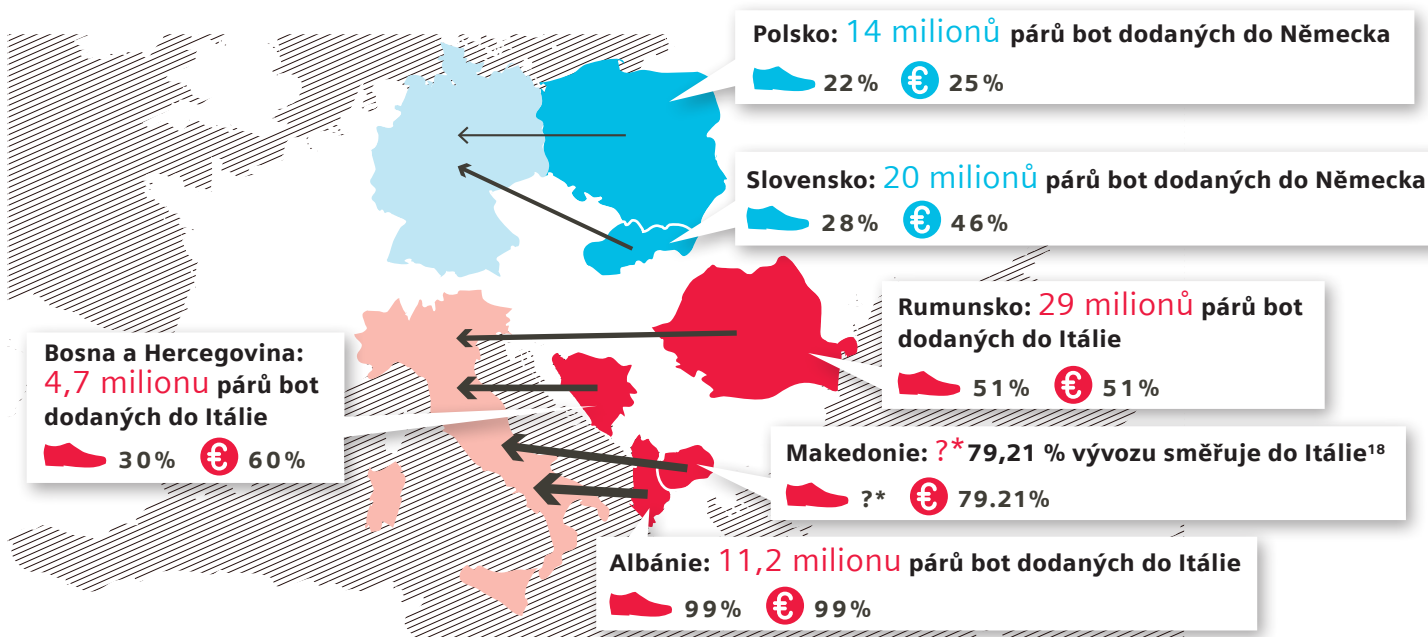 Polsko: 14 milionů párů bot dodaných do Německa
22% € 25%
Slovensko: 20 milionů párů bot dodaných do Německa
28% € 46%
Rumunsko: 29 milionů párů bot
dodaných do Itálie
51% € 51%
Bosna a Hercegovina:
4,7 milionu párů bot
dodaných do Itálie
30% € 60%
Makedonie: ?* 79,21 % vývozu směřuje do Itálie¹⁸
?* € 79.21%
Albánie: 11,2 milionu párů bot dodaných do Itálie
99% € 99%